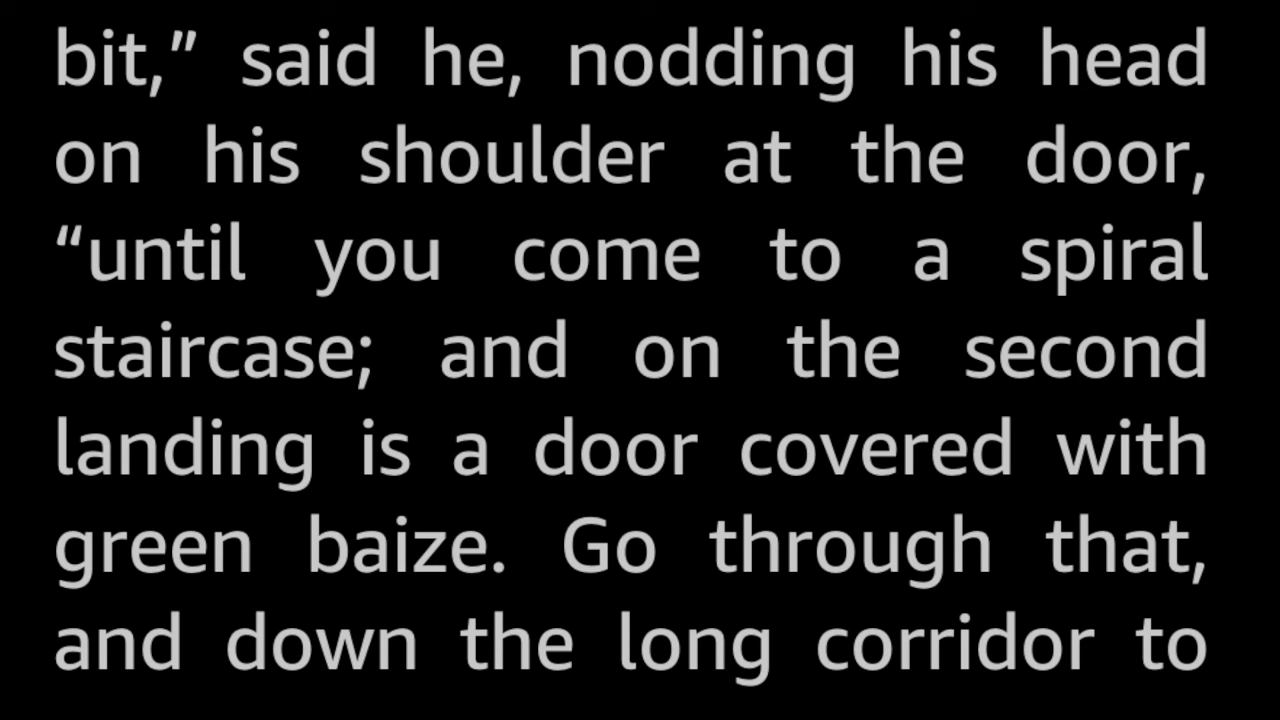 bit,” said he, nodding his head
on his shoulder at the door,
“until you come to a spiral
staircase; and on the second
landing is a door covered with
green baize. Go through that,
and down the long corridor to